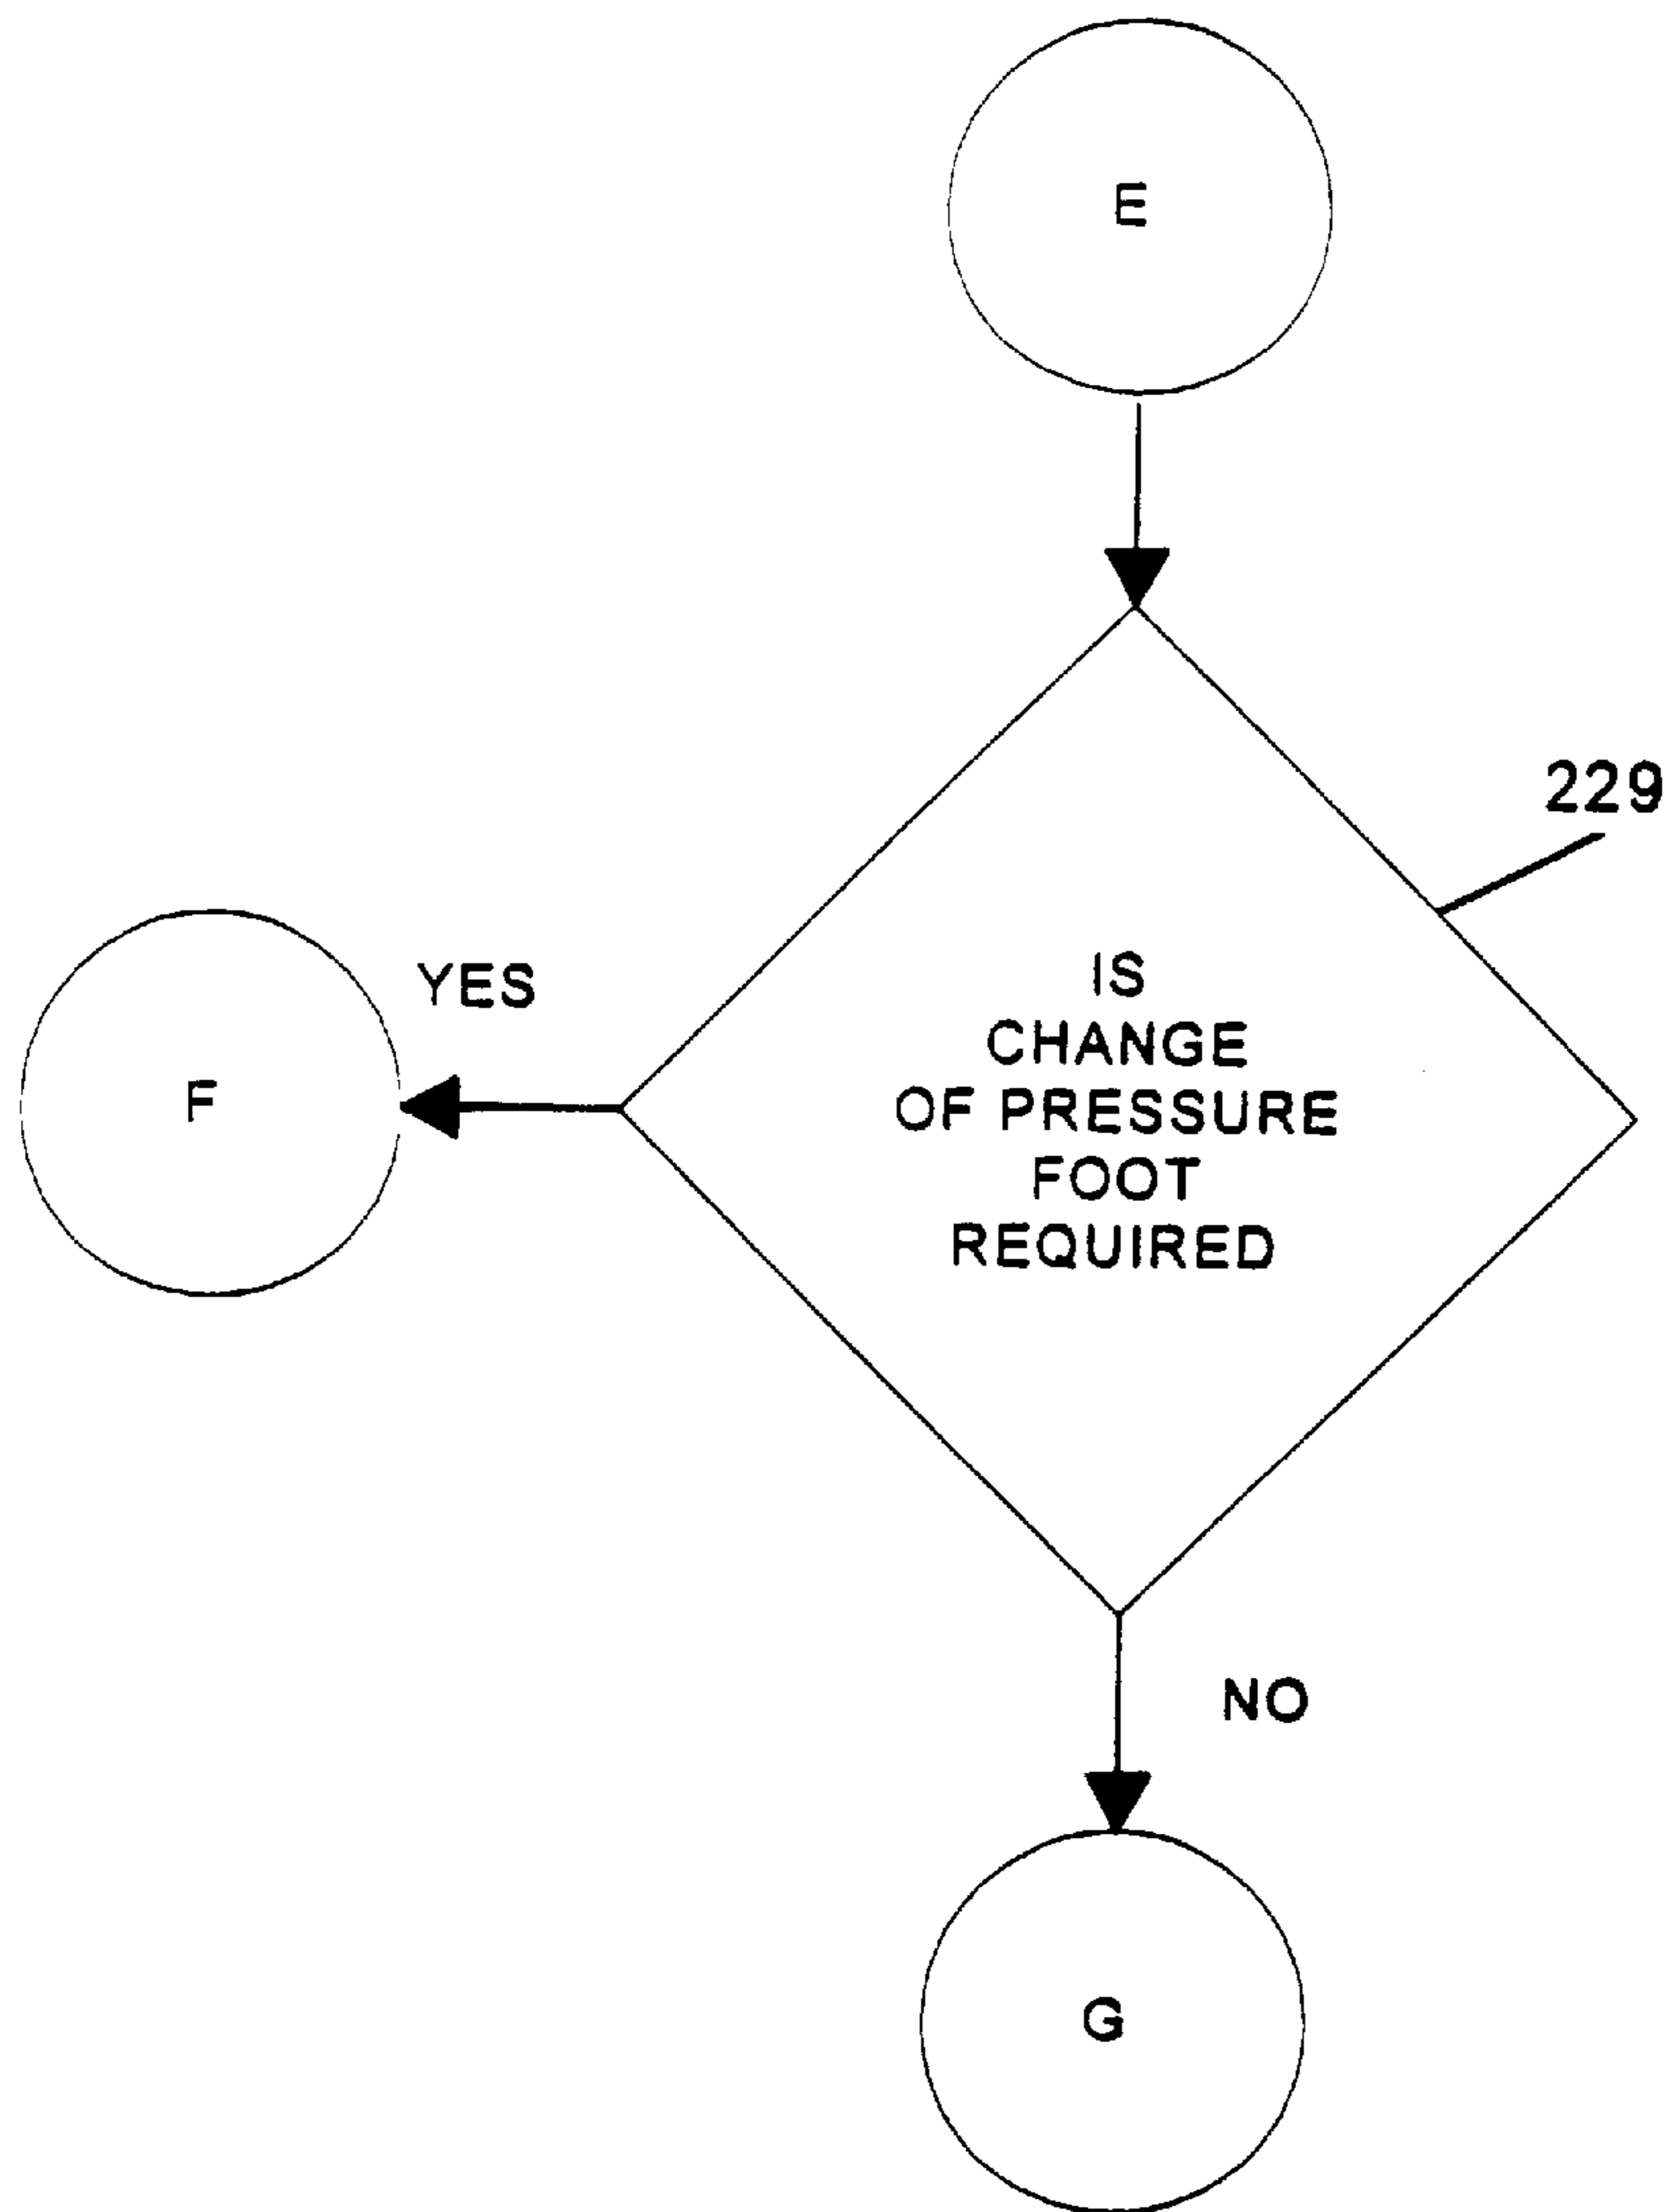 E
229
IS
CHANGE
OF PRESSURE
FOOT
REQUIRED
YES
F
NO
G